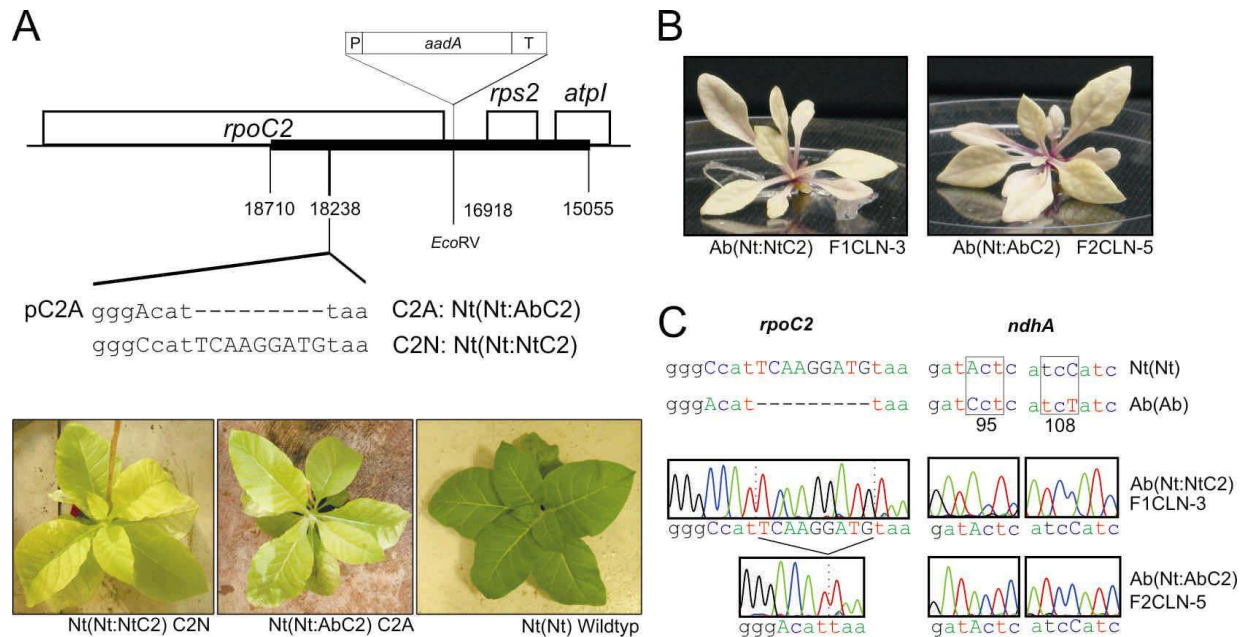 A
P aadA T
rpoC2 rps2 atpI
18710 18238 16918 15055
EcoRV
pC2A gggAcat---------taa C2A: Nt(Nt:AbC2)
gggCcatTCAAGGATGtaa C2N: Nt(Nt:NtC2)
Nt(Nt:NtC2) C2N
Nt(Nt:AbC2) C2A
Nt(Nt) Wildtyp
B
Ab(Nt:NtC2) F1CLN-3
Ab(Nt:AbC2) F2CLN-5
C
rpoC2 ndhA
gggCcatTCAAGGATGtaa gatActc atcCatc Nt(Nt)
gggAcat---------taa gatCctc atcTatc Ab(Ab)
95 108
Ab(Nt:NtC2)
F1CLN-3
gggCcatTCAAGGATGtaa gatActc atcCatc
Ab(Nt:AbC2)
F2CLN-5
gggAcattaa gatActc atcCatc